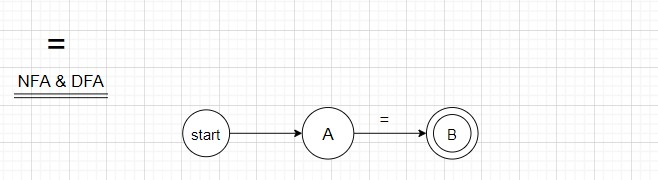 =
NFA & DFA
=
start
A
B